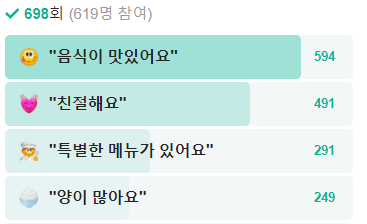 698회 (619명 참여)
"음식이 맛있어요" 594
"친절해요" 491
"특별한 메뉴가 있어요" 291
"양이 많아요" 249